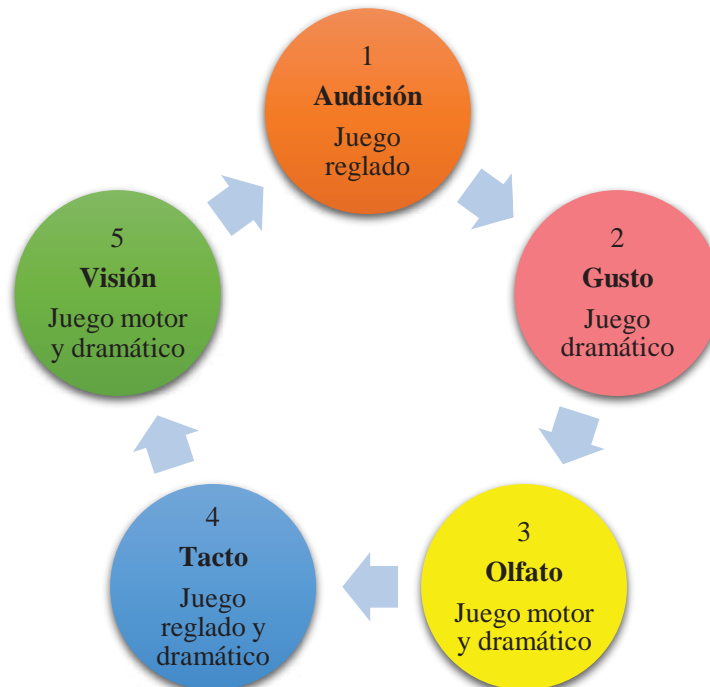 1
Audición
Juego
reglado
2
Gusto
Juego
dramático
3
Olfato
Juego motor
y dramático
4
Tacto
Juego
reglado y
dramático
5
Visión
Juego motor
y dramático